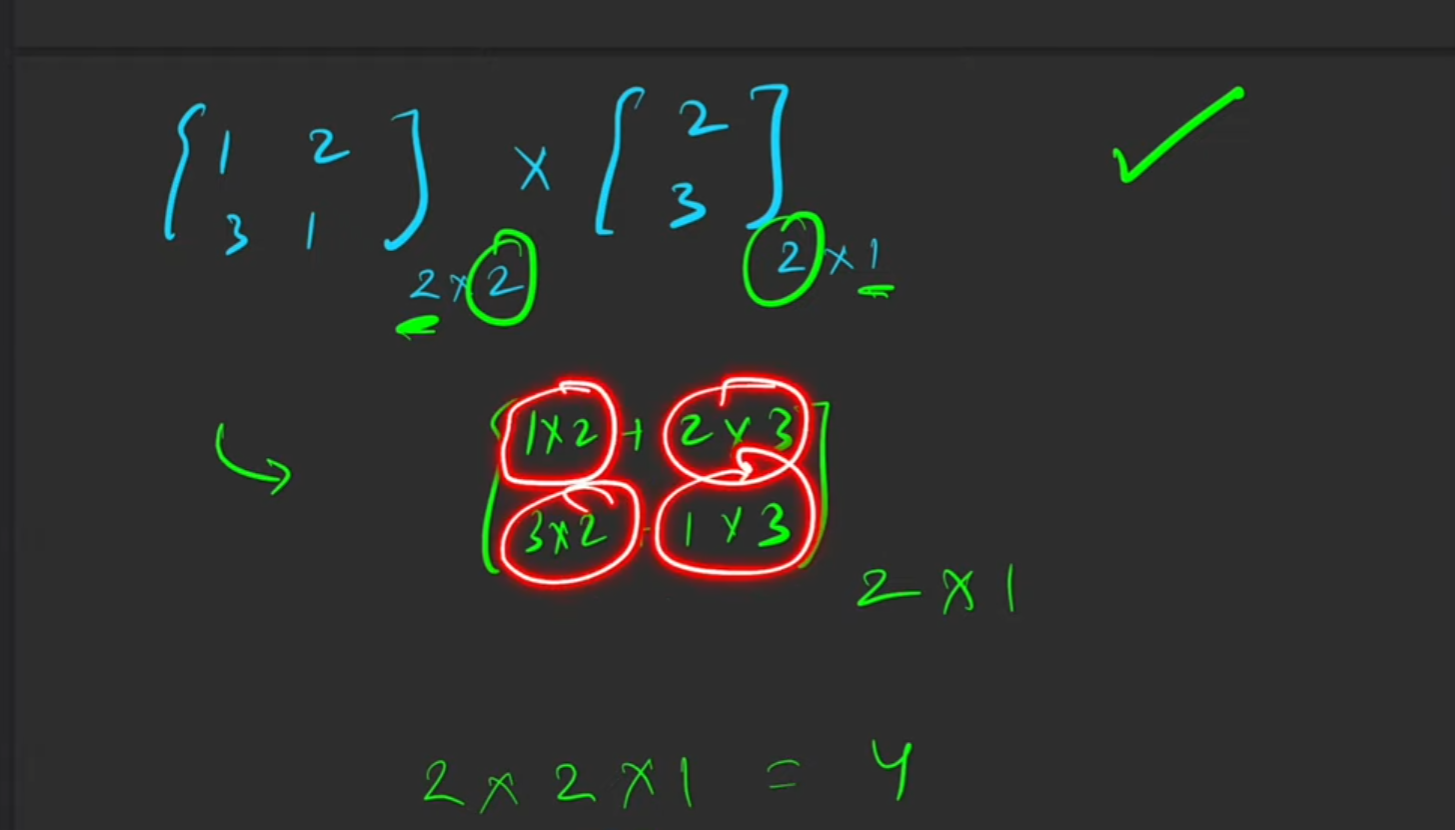 [1 2] × [2]
[3 1] [3]
2×2 2×1
[1×2 + 2×3]
[3×2 + 1×3]
2×1
2×2×1 = 4